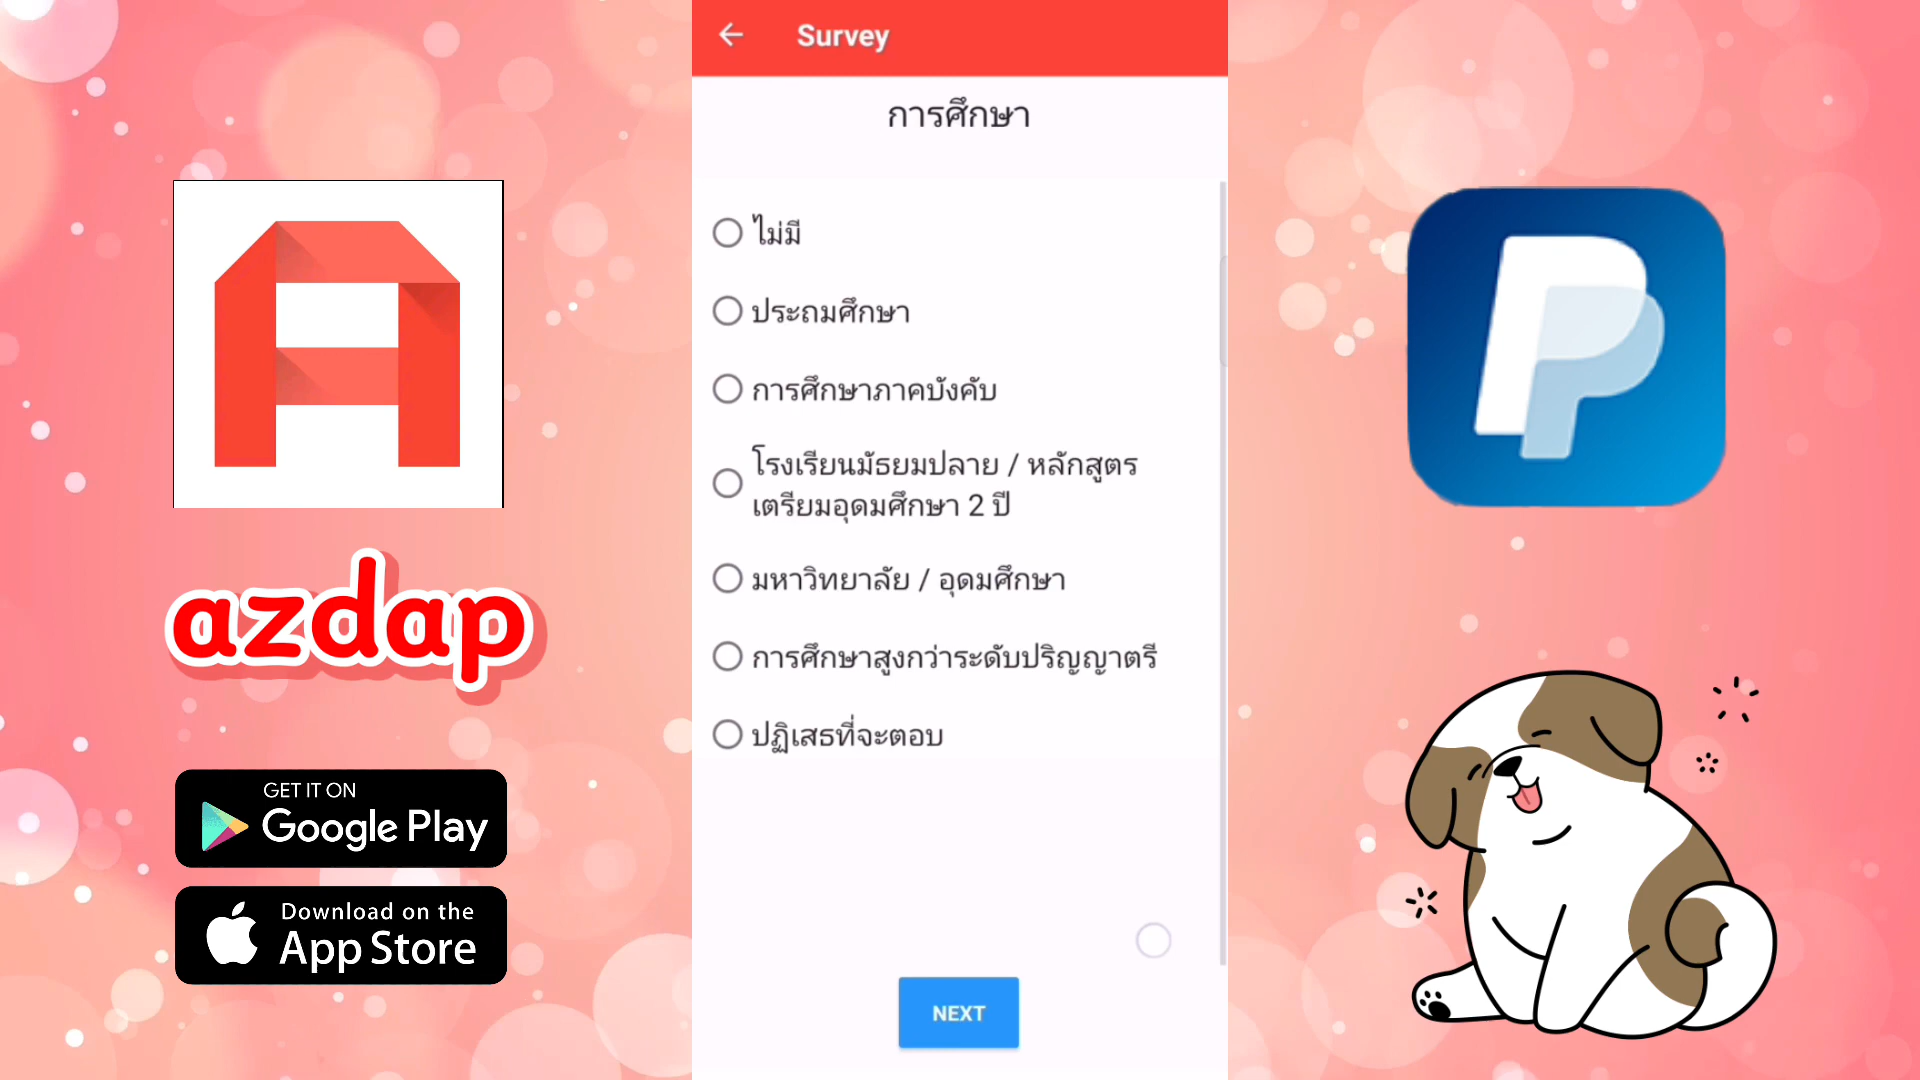 Survey
การศึกษา
ไม่มี
ประถมศึกษา
การศึกษาภาคบังคับ
โรงเรียนมัธยมปลาย / หลักสูตร
เตรียมอุดมศึกษา 2 ปี
มหาวิทยาลัย / อุดมศึกษา
การศึกษาสูงกว่าระดับปริญญาตรี
ปฏิเสธที่จะตอบ
NEXT
azdap
GET IT ON
Google Play
Download on the
App Store